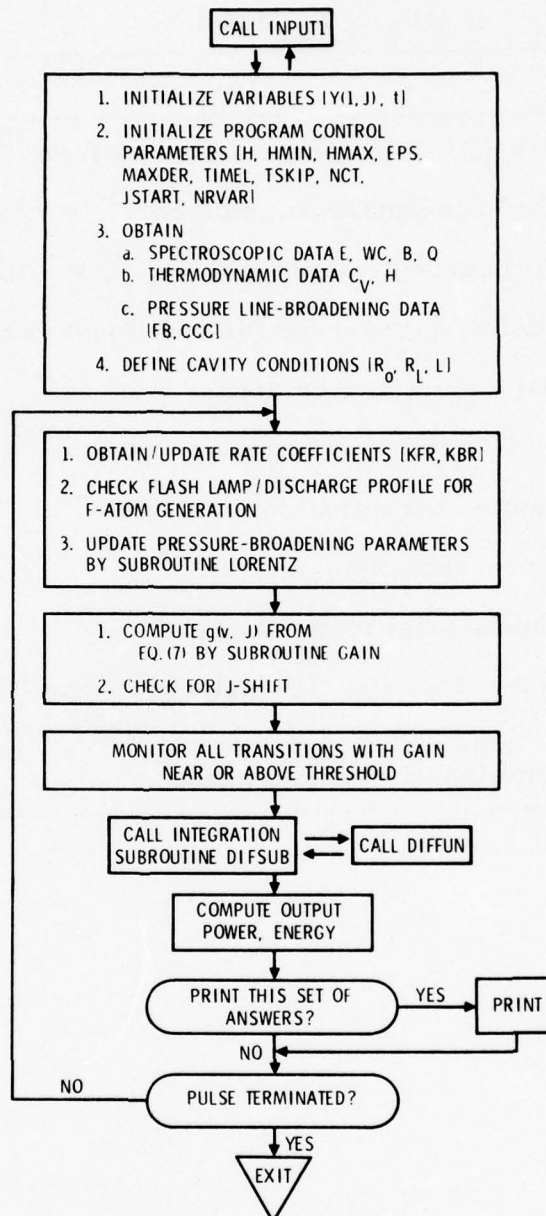 CALL INPUT1
1. INITIALIZE VARIABLES [Y(1, J), t]
2. INITIALIZE PROGRAM CONTROL
PARAMETERS [H, HMIN, HMAX, EPS,
MAXDER, TIMEL, TSKIP, NCT,
JSTART, NRVAR]
3. OBTAIN
a. SPECTROSCOPIC DATA E, WC, B, Q
b. THERMODYNAMIC DATA C_V, H
c. PRESSURE LINE-BROADENING DATA
[FB, CCC]
4. DEFINE CAVITY CONDITIONS [R_o, R_L, L]
1. OBTAIN/UPDATE RATE COEFFICIENTS [KFR, KBR]
2. CHECK FLASH LAMP/DISCHARGE PROFILE FOR
F-ATOM GENERATION
3. UPDATE PRESSURE-BROADENING PARAMETERS
BY SUBROUTINE LORENTZ
1. COMPUTE g(v, J) FROM
EQ. (7) BY SUBROUTINE GAIN
2. CHECK FOR J-SHIFT
MONITOR ALL TRANSITIONS WITH GAIN
NEAR OR ABOVE THRESHOLD
CALL INTEGRATION
SUBROUTINE DIFSUB
CALL DIFFUN
COMPUTE OUTPUT
POWER, ENERGY
PRINT THIS SET OF
ANSWERS?
YES
PRINT
NO
NO
PULSE TERMINATED?
YES
EXIT